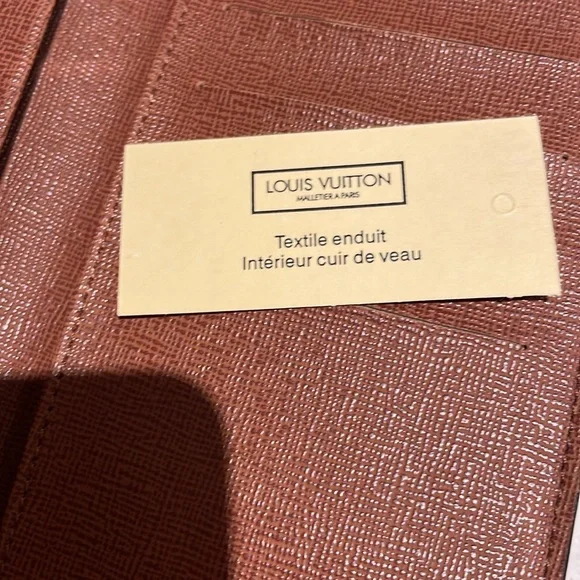 LOUIS VUITTON
MALLETIER A PARIS
Textile enduit
Intérieur cuir de veau